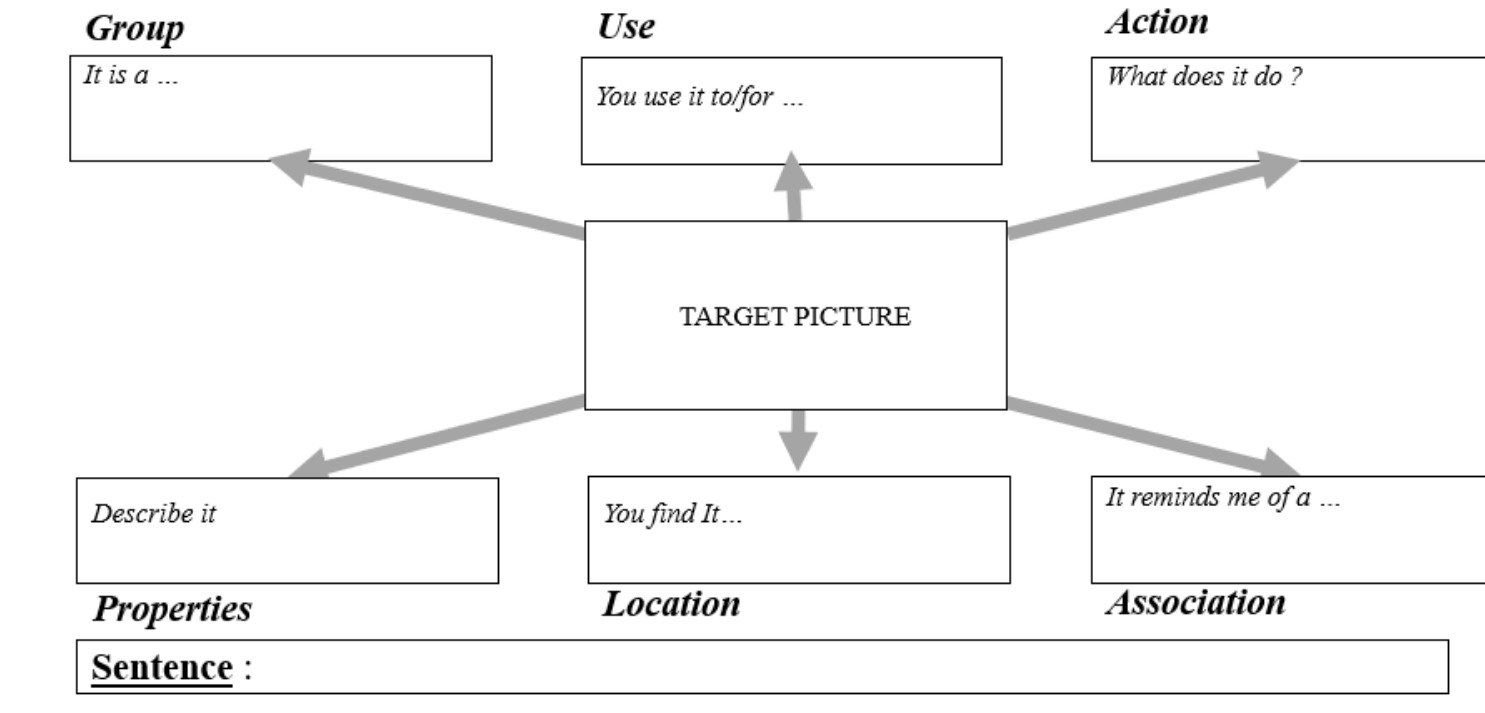 Group
Use
Action
It is a ...
You use it to/for ...
What does it do ?
TARGET PICTURE
Describe it
You find It...
It reminds me of a ...
Properties
Location
Association
Sentence :